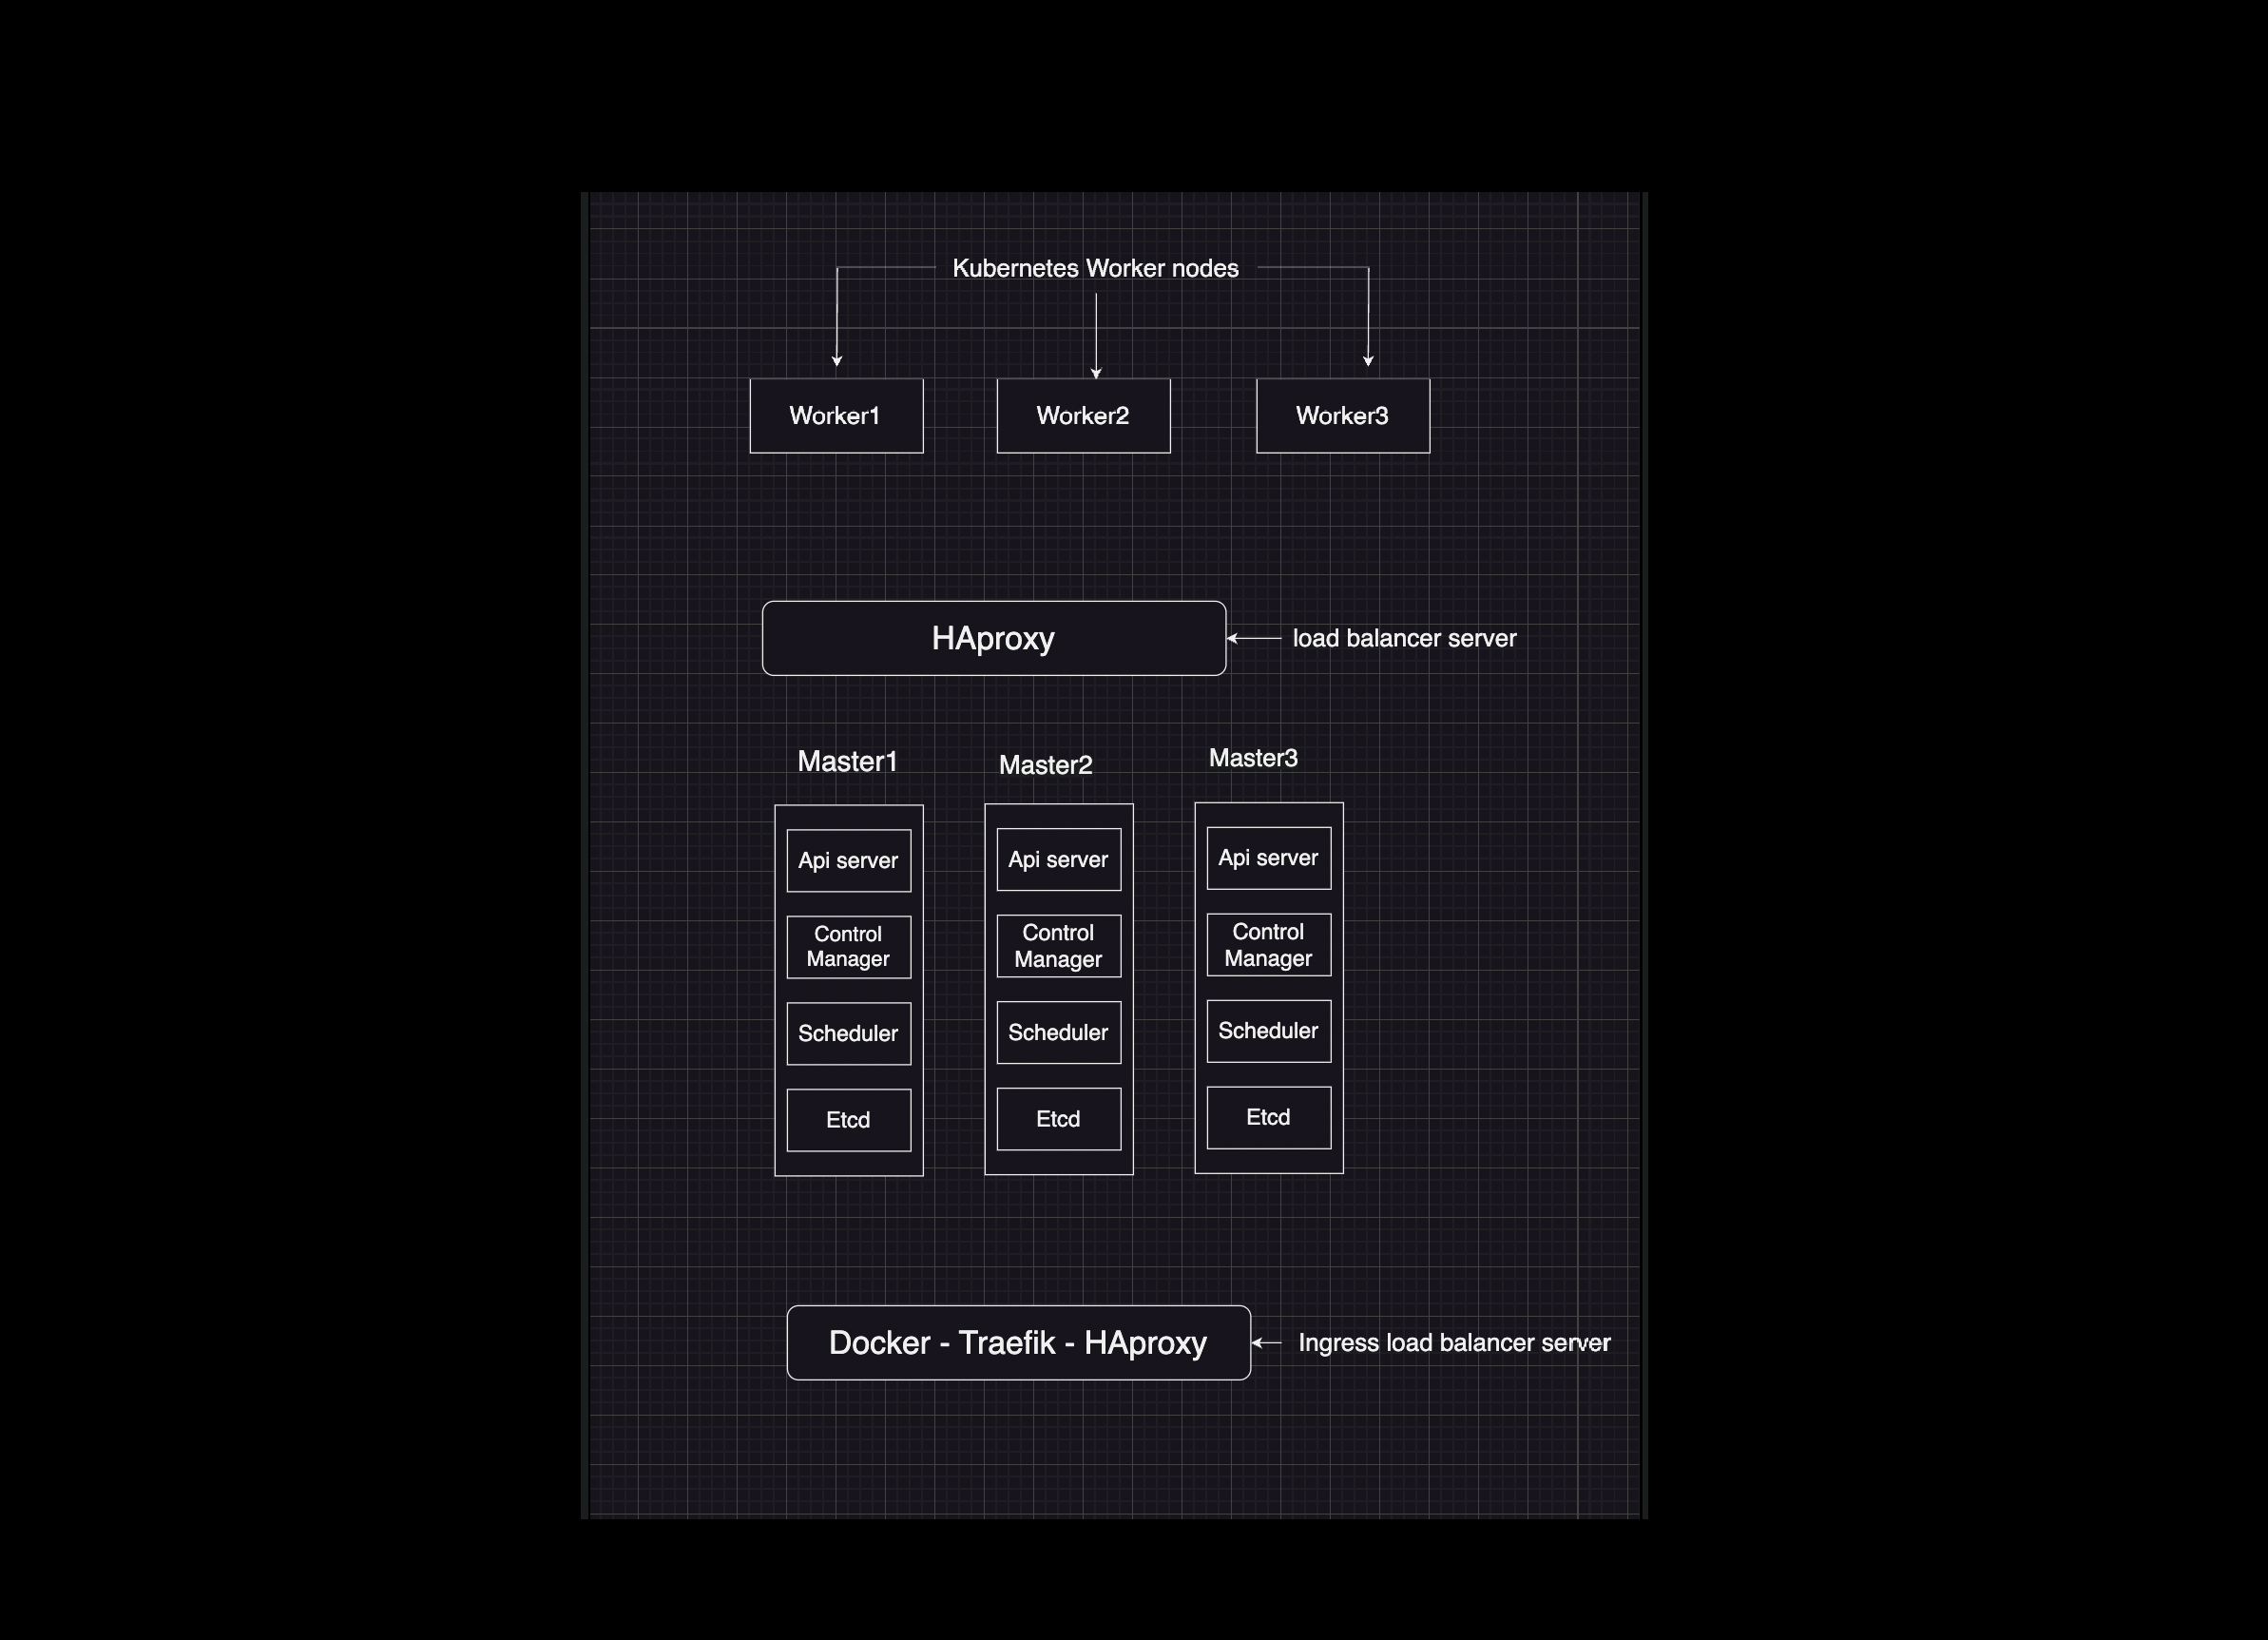 Kubernetes Worker nodes
Worker1
Worker2
Worker3
HAproxy
load balancer server
Master1
Master2
Master3
Api server
Control
Manager
Scheduler
Etcd
Api server
Control
Manager
Scheduler
Etcd
Api server
Control
Manager
Scheduler
Etcd
Docker - Traefik - HAproxy
Ingress load balancer server